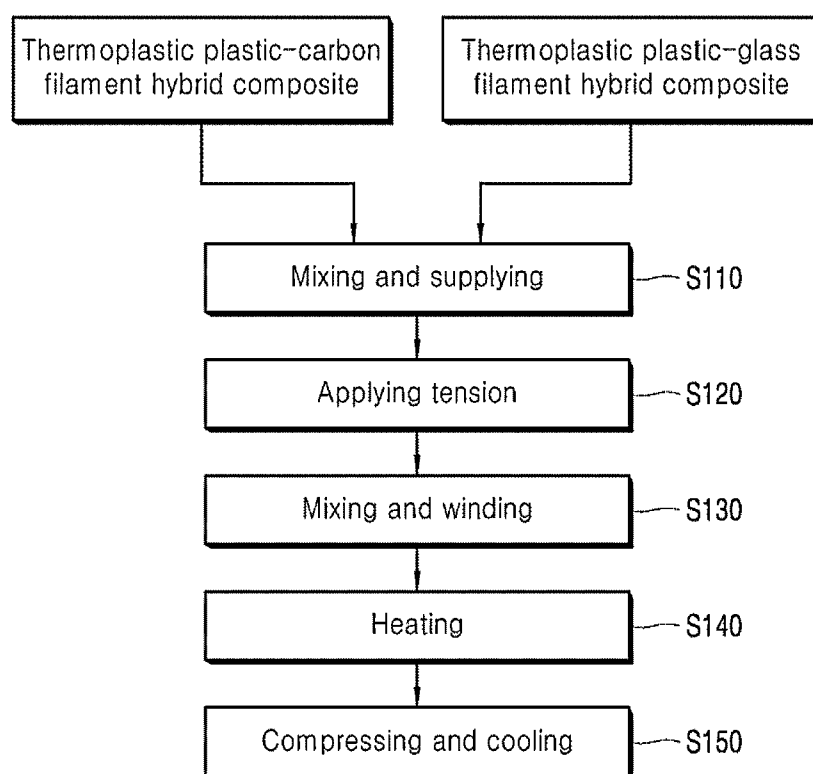 Thermoplastic plastic-carbon
filament hybrid composite
Thermoplastic plastic-glass
filament hybrid composite
Mixing and supplying
S110
Applying tension
S120
Mixing and winding
S130
Heating
S140
Compressing and cooling
S150